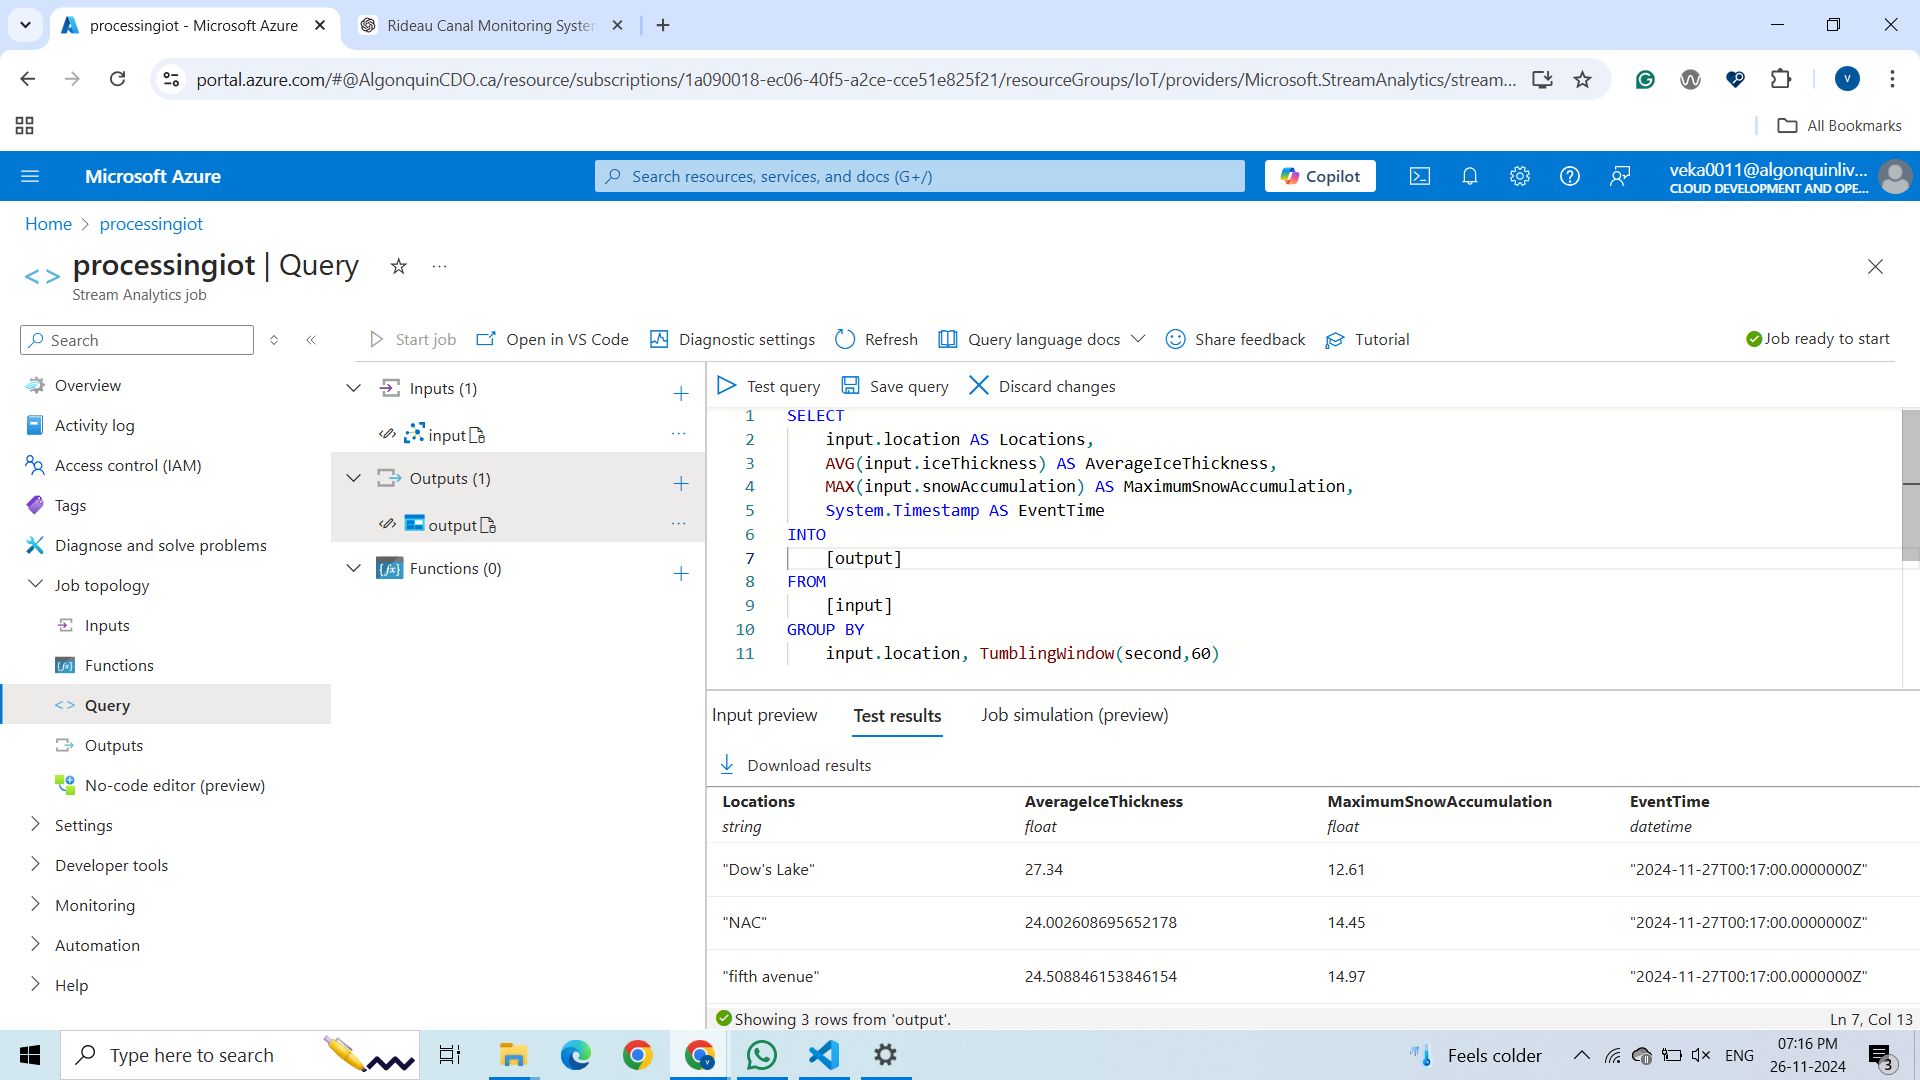 processingiot - Microsoft Azure
Rideau Canal Monitoring Syste
portal.azure.com/#@AlgonquinCDO.ca/resource/subscriptions/1a090018-ec06-40f5-a2ce-cce51e825f21/resourceGroups/IoT/providers/Microsoft.StreamAnalytics/stream...
V
All Bookmarks
Microsoft Azure
Search resources, services, and docs (G+/)
Copilot
veka0011@algonquinliv...
CLOUD DEVELOPMENT AND OPE...
Home > processingiot
processingiot | Query
Stream Analytics job
Search
Start job
Open in VS Code
Diagnostic settings
Refresh
Query language docs
Share feedback
Tutorial
Job ready to start
Overview
Activity log
Access control (IAM)
Tags
Diagnose and solve problems
Job topology
Inputs
Functions
Query
Outputs
No-code editor (preview)
Settings
Developer tools
Monitoring
Automation
Help
Inputs (1)
input
Outputs (1)
output
Functions (0)
Test query
Save query
Discard changes
1 SELECT
2 input.location AS Locations,
3 AVG(input.iceThickness) AS AverageIceThickness,
4 MAX(input.snowAccumulation) AS MaximumSnowAccumulation,
5 System.Timestamp AS EventTime
6 INTO
7 [output]
8 FROM
9 [input]
10 GROUP BY
11 input.location, TumblingWindow(second,60)
Input preview
Test results
Job simulation (preview)
Download results
Locations AverageIceThickness MaximumSnowAccumulation EventTime
string float float datetime
"Dow's Lake" 27.34 12.61 "2024-11-27T00:17:00.0000000Z"
"NAC" 24.002608695652178 14.45 "2024-11-27T00:17:00.0000000Z"
"fifth avenue" 24.508846153846154 14.97 "2024-11-27T00:17:00.0000000Z"
Showing 3 rows from 'output'.
Ln 7, Col 13
Type here to search
Feels colder
ENG
07:16 PM
26-11-2024
3